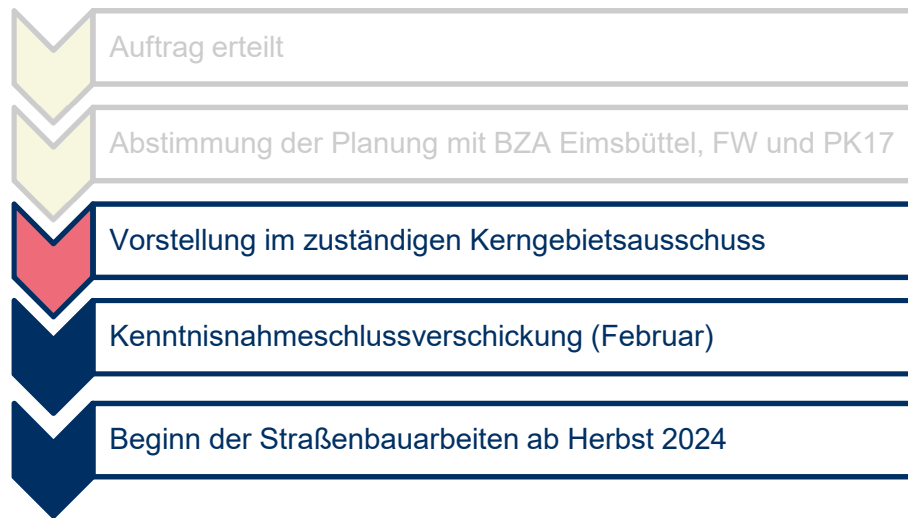 Auftrag erteilt
Abstimmung der Planung mit BZA Eimsbüttel, FW und PK17
Vorstellung im zuständigen Kerngebietsausschuss
Kenntnisnahmeschlussverschickung (Februar)
Beginn der Straßenbauarbeiten ab Herbst 2024